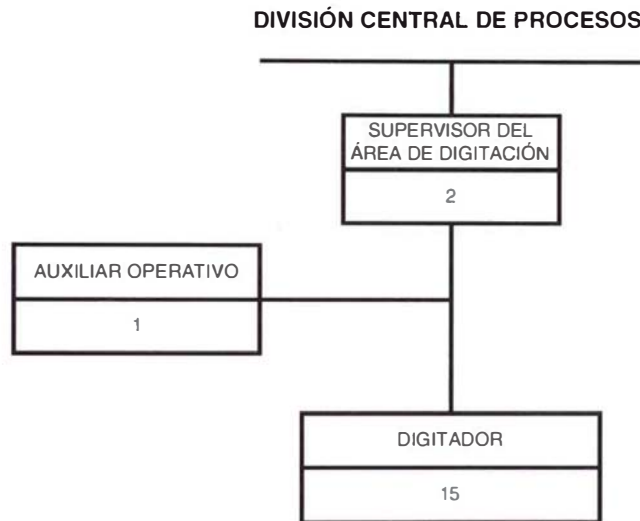 DIVISIÓN CENTRAL DE PROCESOS
SUPERVISOR DEL
ÁREA DE DIGITACIÓN
2
AUXILIAR OPERATIVO
1
DIGITADOR
15